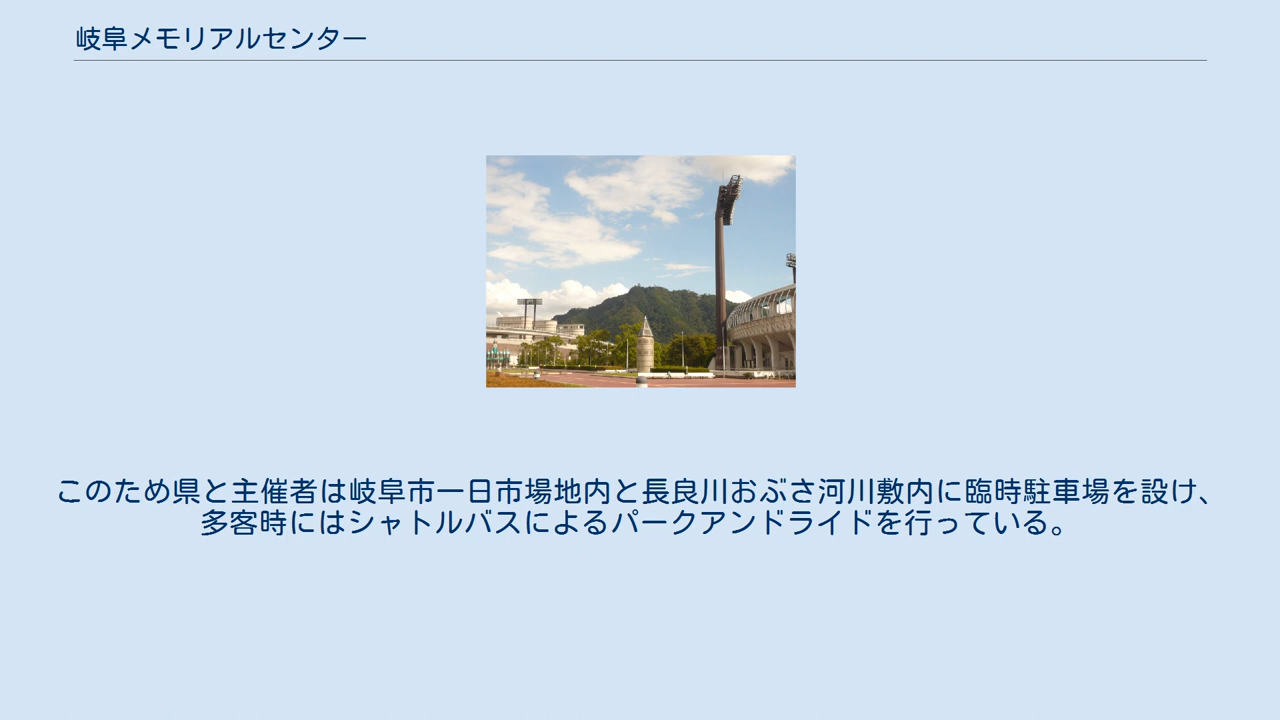 岐阜メモリアルセンター
このため県と主催者は岐阜市一日市場地内と長良川おぶさ河川敷内に臨時駐車場を設け、
多客時にはシャトルバスによるパークアンドライドを行っている。